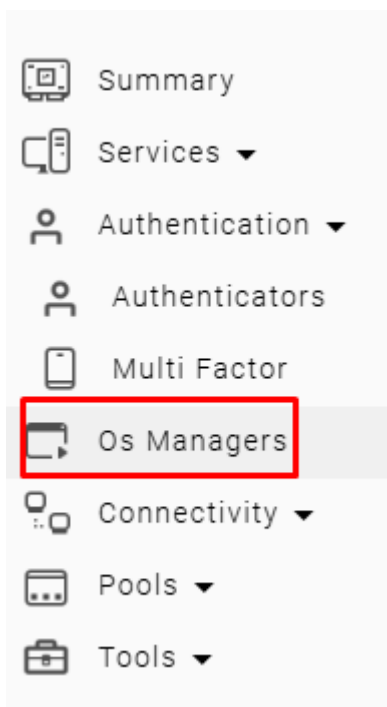 Summary
Services
Authentication
Authenticators
Multi Factor
Os Managers
Connectivity
Pools
Tools